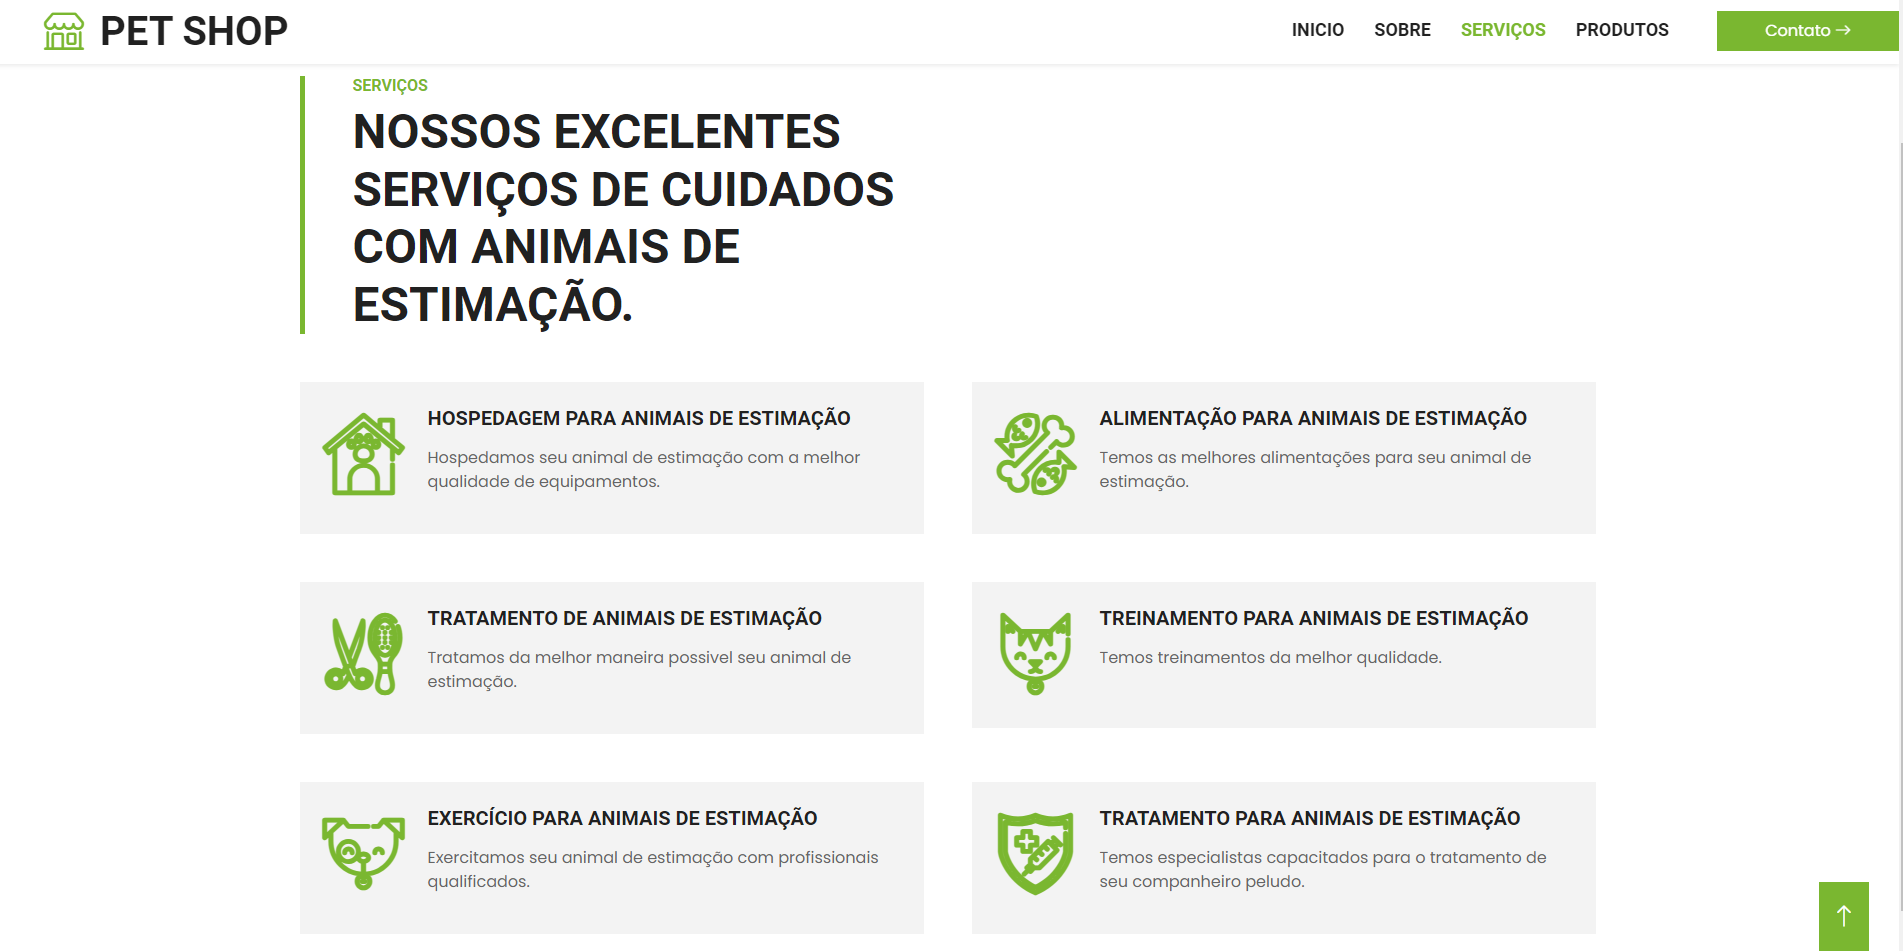 PET SHOP
INICIO
SOBRE
SERVIÇOS
PRODUTOS
Contato →
SERVIÇOS
NOSSOS EXCELENTES
SERVIÇOS DE CUIDADOS
COM ANIMAIS DE
ESTIMAÇÃO.
HOSPEDAGEM PARA ANIMAIS DE ESTIMAÇÃO
Hospedamos seu animal de estimação com a melhor
qualidade de equipamentos.
ALIMENTAÇÃO PARA ANIMAIS DE ESTIMAÇÃO
Temos as melhores alimentações para seu animal de
estimação.
TRATAMENTO DE ANIMAIS DE ESTIMAÇÃO
Tratamos da melhor maneira possivel seu animal de
estimação.
TREINAMENTO PARA ANIMAIS DE ESTIMAÇÃO
Temos treinamentos da melhor qualidade.
EXERCÍCIO PARA ANIMAIS DE ESTIMAÇÃO
Exercitamos seu animal de estimação com profissionais
qualificados.
TRATAMENTO PARA ANIMAIS DE ESTIMAÇÃO
Temos especialistas capacitados para o tratamento de
seu companheiro peludo.